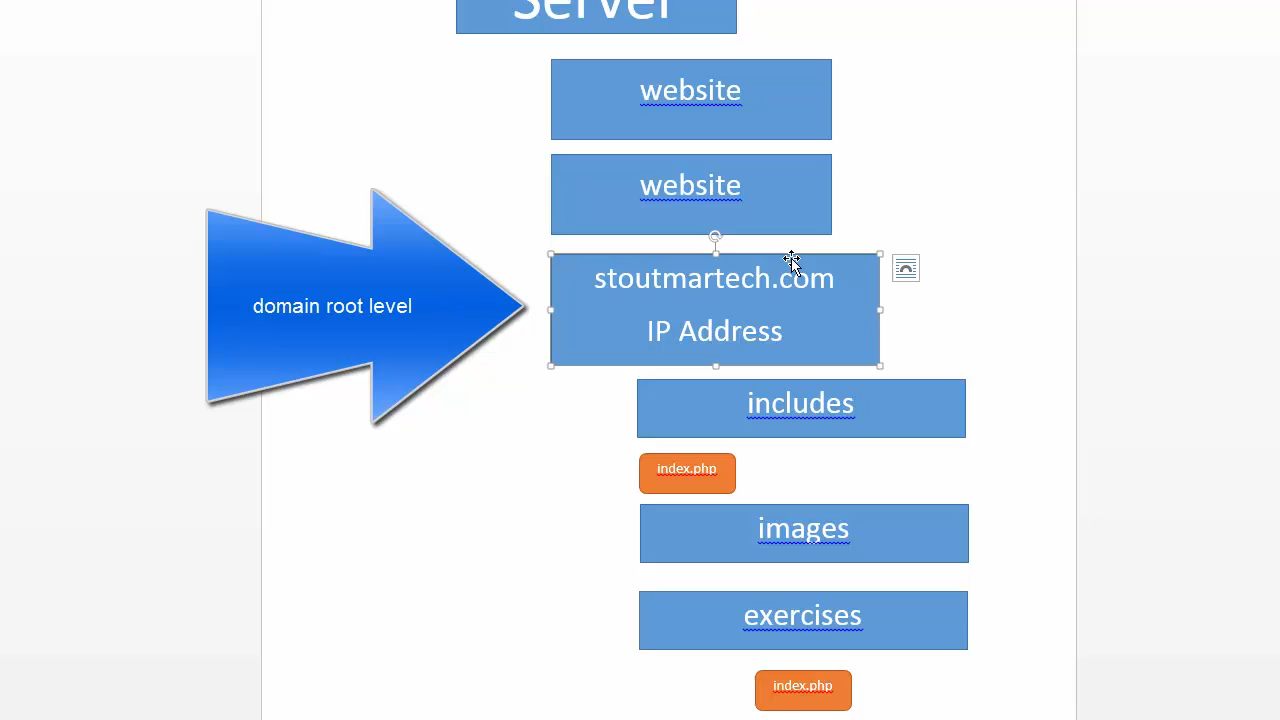 Server
website
website
stoutmartech.com
domain root level
IP Address
includes
index.php
images
exercises
index.php